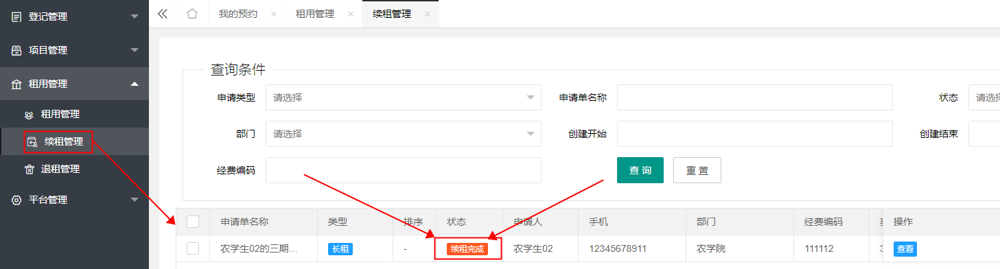 登记管理
项目管理
租用管理
租用管理
续租管理
退租管理
平台管理
我的预约 × 租用管理 × 续租管理 ×
查询条件
申请类型 请选择 申请单名称 状态 请选
部门 请选择 创建开始 创建结束
经费编码 查询 重置
申请单名称 类型 排序 状态 申请人 手机 部门 经费编码 操作
农学生02的三期... 长租 - 续租完成 农学生02 12345678911 农学院 111112 查看